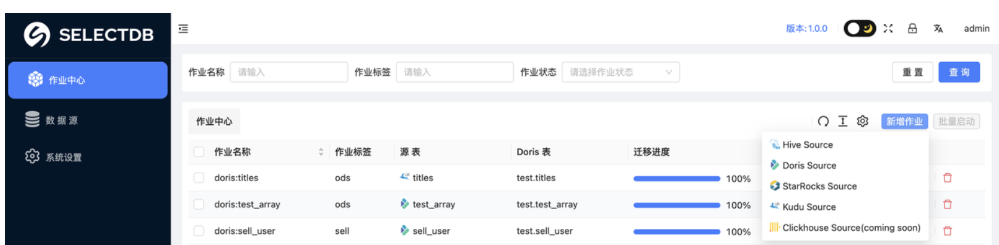 SELECTDB
版本:1.0.0 admin
作业名称 请输入 作业标签 请输入 作业状态 请选择作业状态 重 置 查 询
作业中心
数据源
系统设置
作业中心 新增作业 批量启动
作业名称 作业标签 源 表 Doris 表 迁移进度
doris:titles ods titles test.titles 100%
doris:test_array ods test_array test.test_array 100%
doris:sell_user sell sell_user test.sell_user 100%
Hive Source
Doris Source
StarRocks Source
Kudu Source
Clickhouse Source(coming soon)